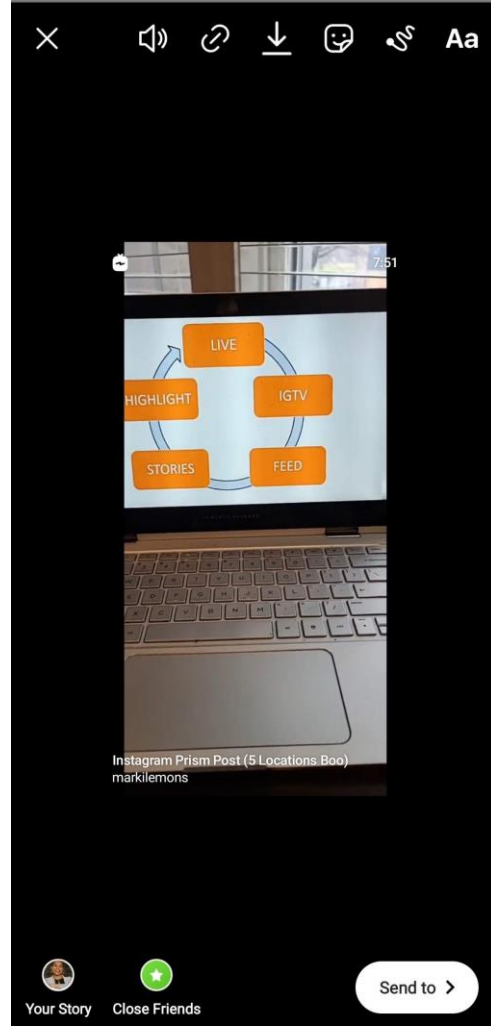 Aa
7:51
LIVE
HIGHLIGHT
IGTV
STORIES
FEED
Instagram Prism Post (5 Locations Boo)
markilemons
Your Story
Close Friends
Send to